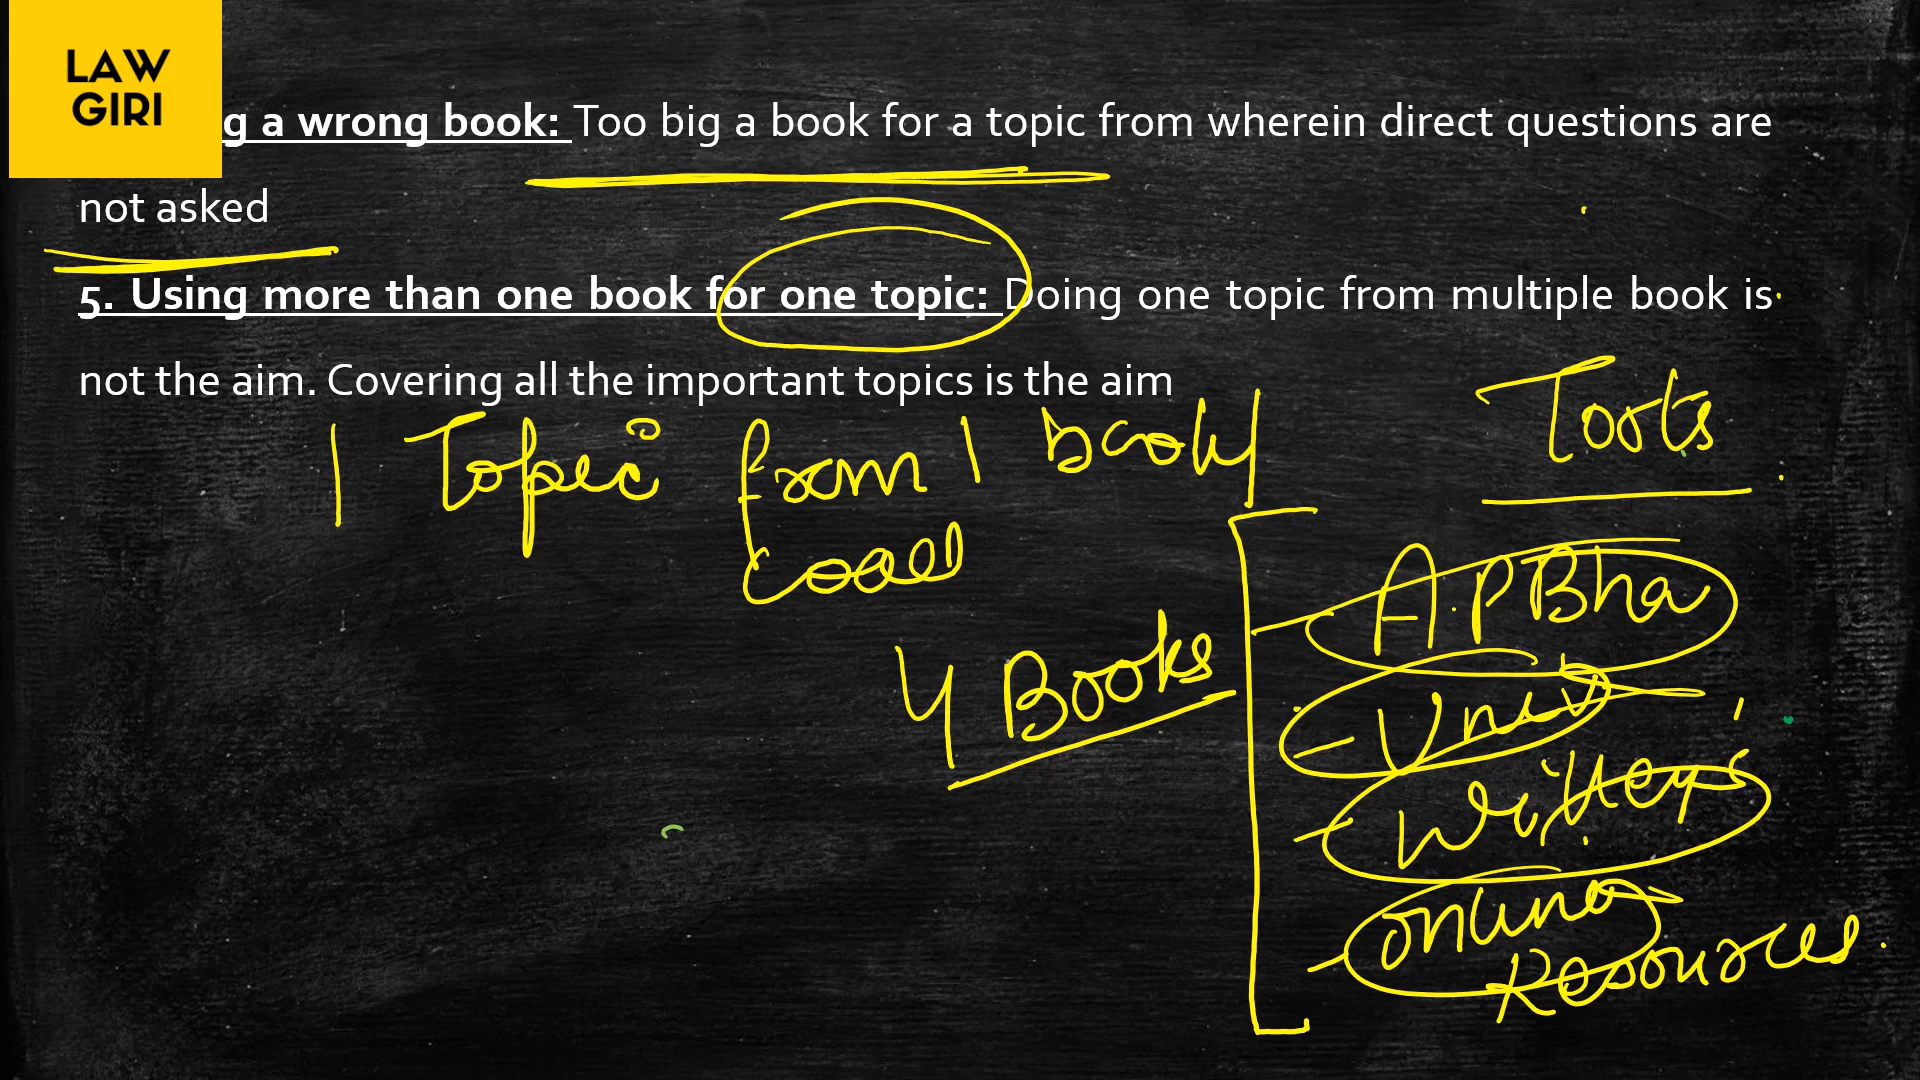 LAW
GIRI
g a wrong book: Too big a book for a topic from wherein direct questions are
not asked
5. Using more than one book for one topic: Doing one topic from multiple book is
not the aim. Covering all the important topics is the aim
1 Topic from 1 book
Torts
A.P Bha
4 Books
Univ
Writers
Online
Resources.